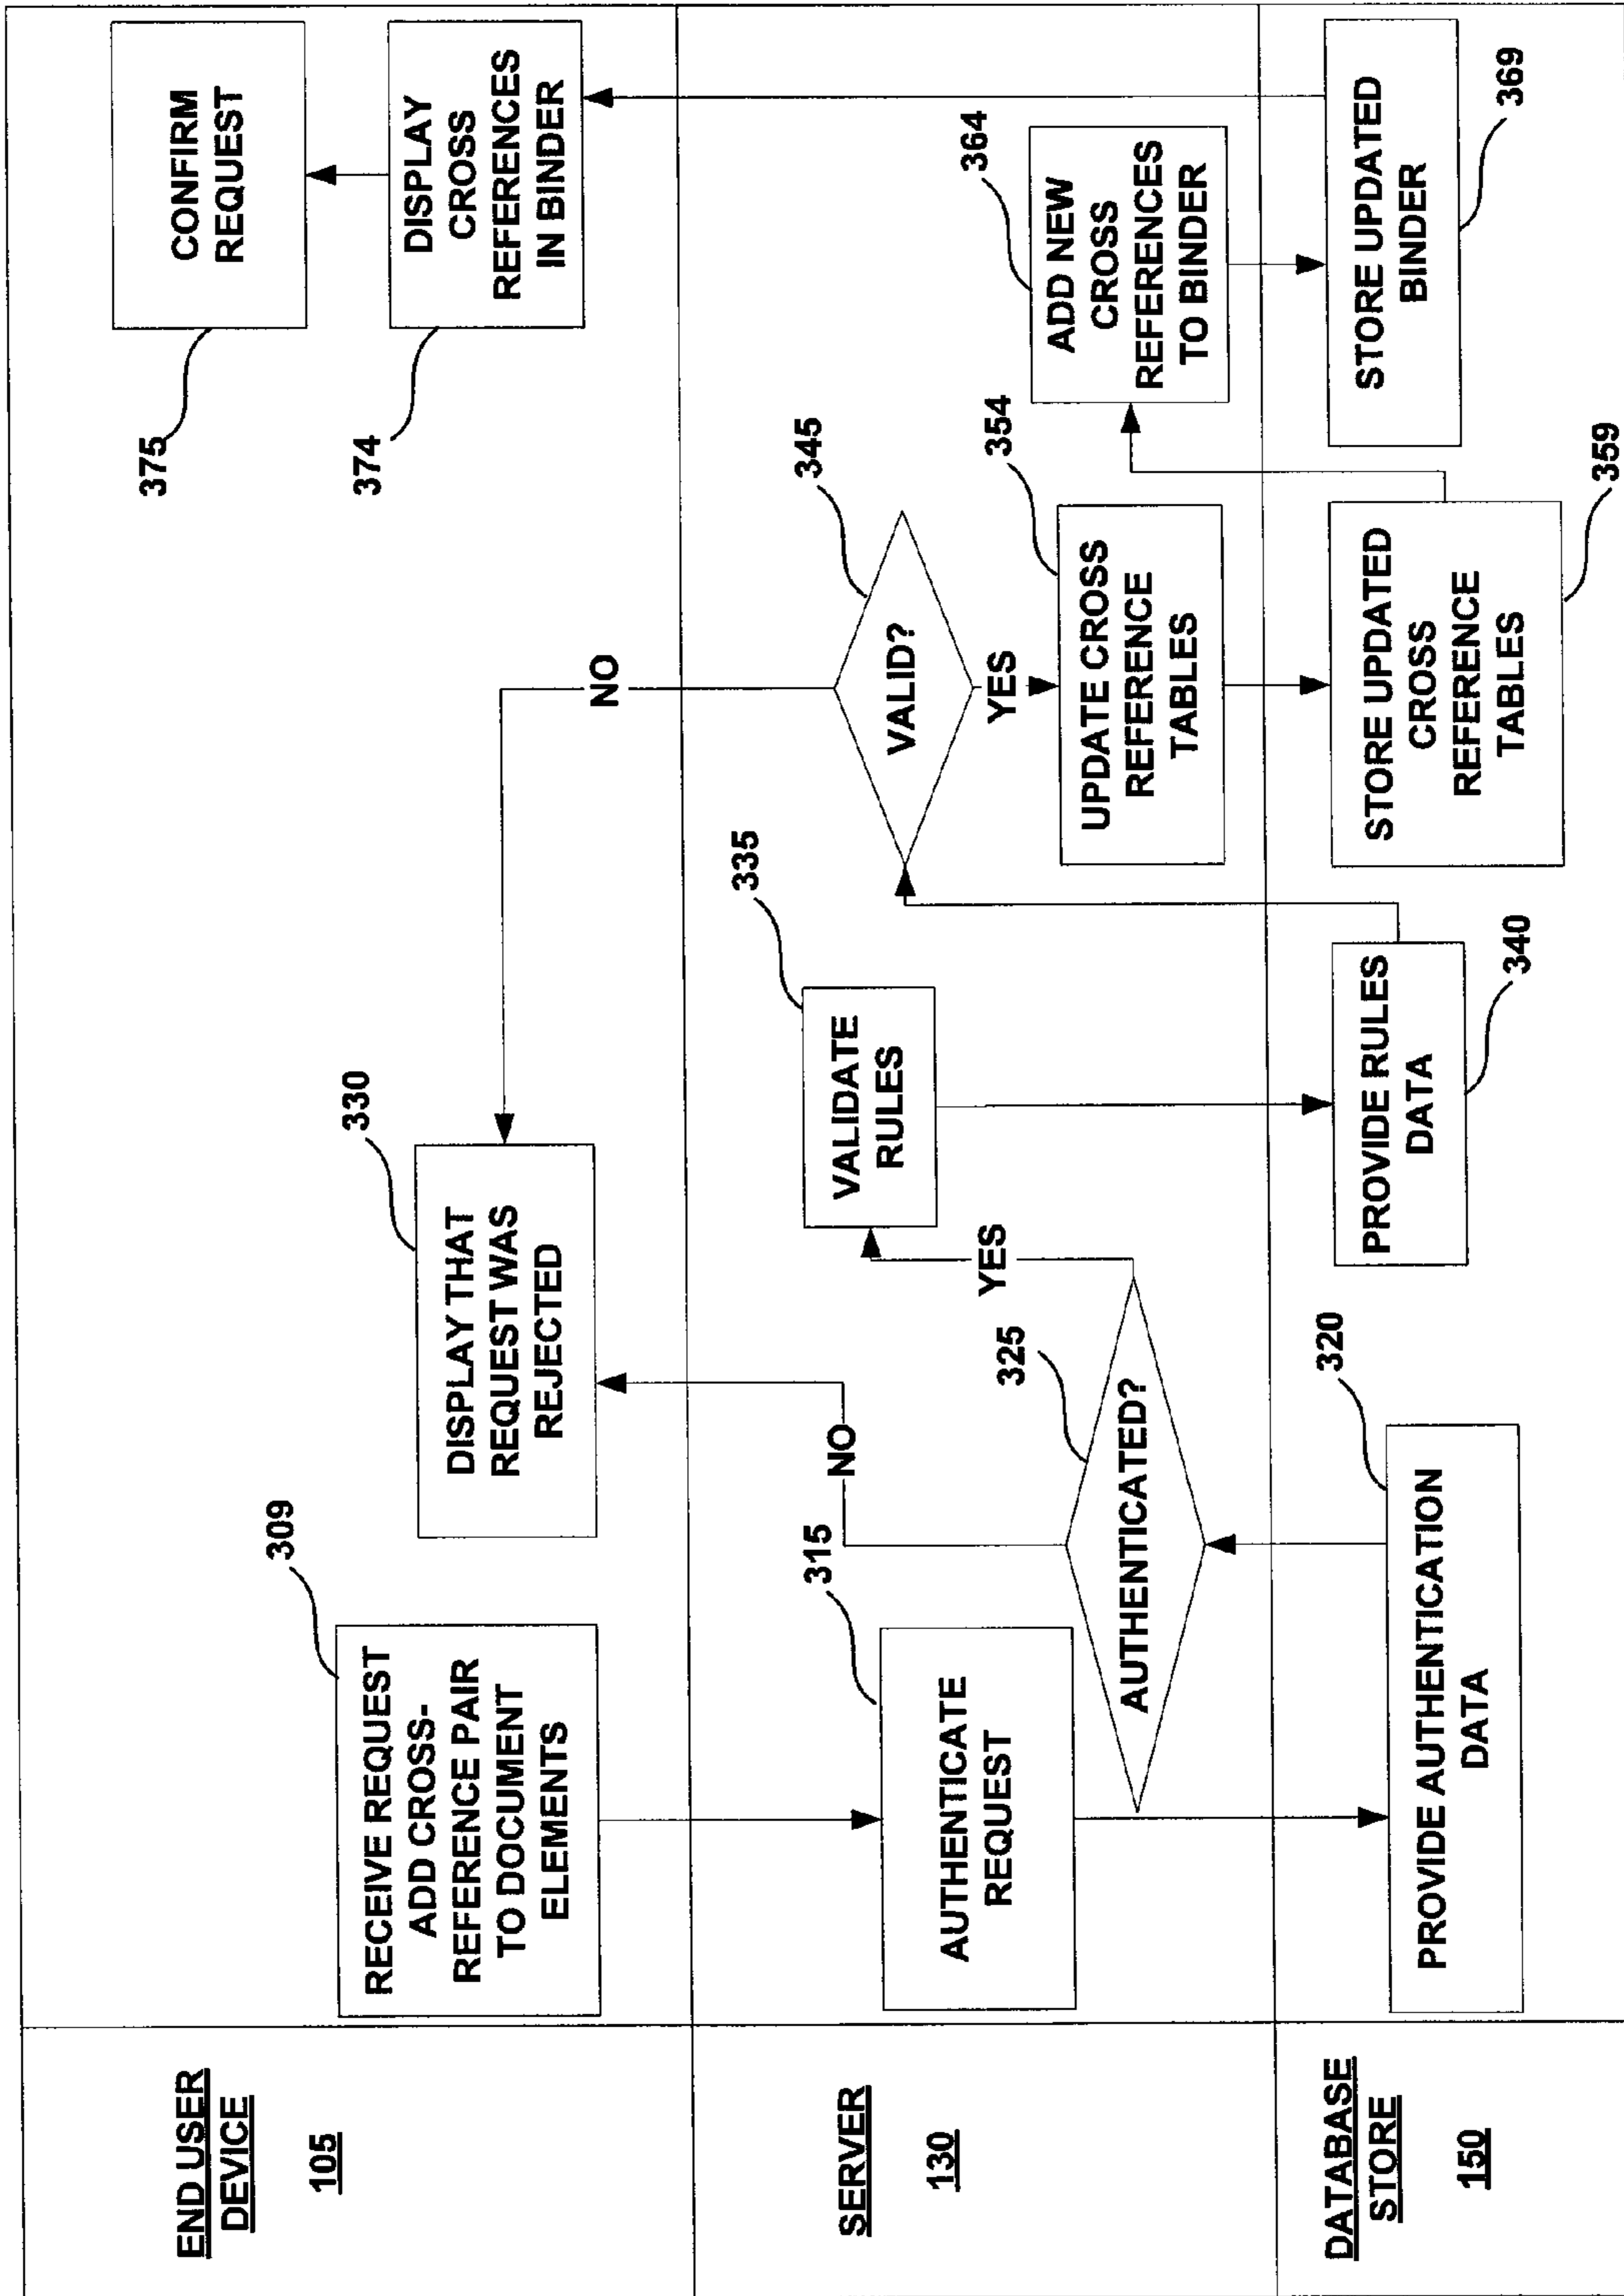 END USER
DEVICE
105
309
RECEIVE REQUEST
ADD CROSS-
REFERENCE PAIR
TO DOCUMENT
ELEMENTS
330
DISPLAY THAT
REQUEST WAS
REJECTED
NO
375
CONFIRM
REQUEST
374
DISPLAY
CROSS
REFERENCES
IN BINDER
SERVER
130
315
AUTHENTICATE
REQUEST
NO
325
AUTHENTICATED?
YES
335
VALIDATE
RULES
345
VALID?
YES
354
UPDATE CROSS
REFERENCE
TABLES
364
ADD NEW
CROSS
REFERENCES
TO BINDER
DATABASE
STORE
150
320
PROVIDE AUTHENTICATION
DATA
PROVIDE RULES
DATA
340
STORE UPDATED
CROSS
REFERENCE
TABLES
359
STORE UPDATED
BINDER
369